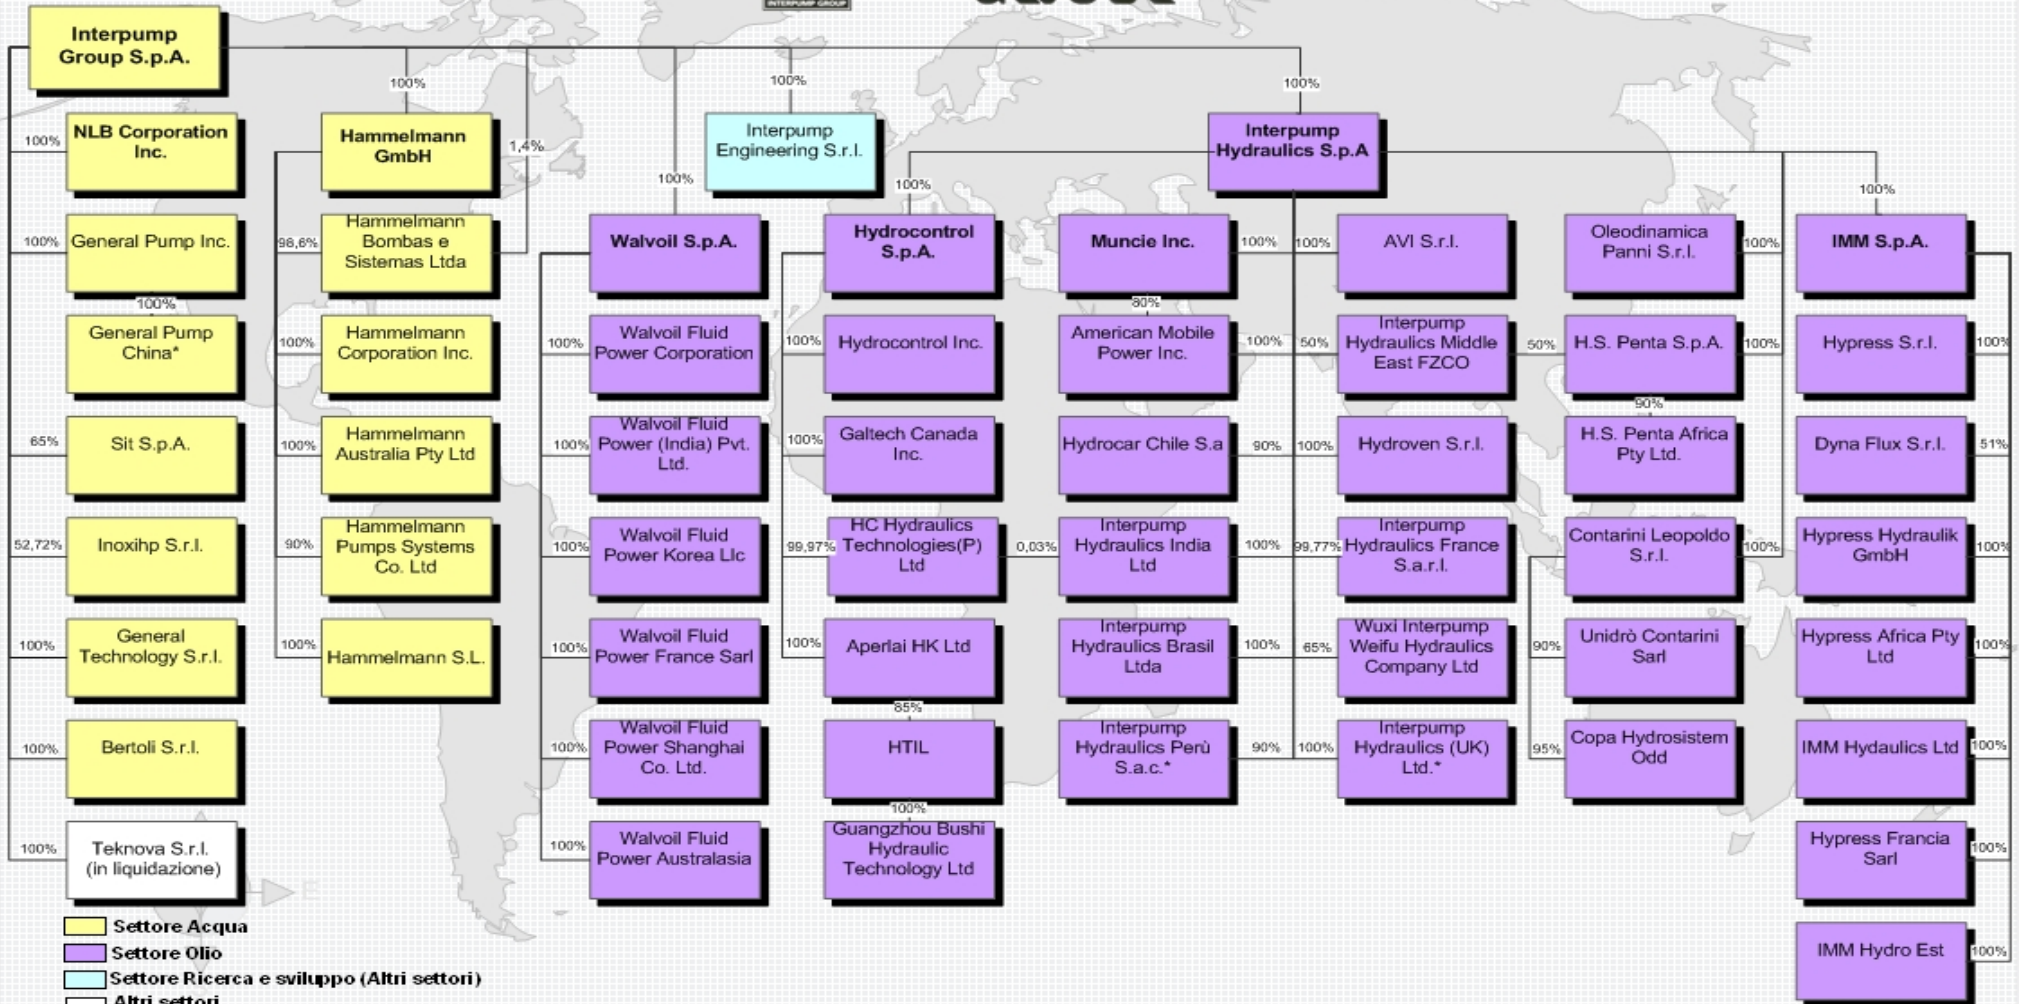 INTERPUMP GROUP
Interpump
Group S.p.A.
100%
100%
100%
NLB Corporation
Inc.
100%
Hammelmann
GmbH
1,4%
Interpump
Engineering S.r.l.
Interpump
Hydraulics S.p.A
100%
100%
100%
General Pump Inc.
100%
Hammelmann
Bombas e
Sistemas Ltda
98,6%
Walvoil S.p.A.
Hydrocontrol
S.p.A.
Muncie Inc.
100%
100%
AVI S.r.l.
Oleodinamica
Panni S.r.l.
100%
IMM S.p.A.
100%
80%
General Pump
China*
Hammelmann
Corporation Inc.
100%
Walvoil Fluid
Power Corporation
100%
Hydrocontrol Inc.
100%
American Mobile
Power Inc.
100%
50%
Interpump
Hydraulics Middle
East FZCO
50%
H.S. Penta S.p.A.
100%
Hypress S.r.l.
100%
90%
Sit S.p.A.
65%
Hammelmann
Australia Pty Ltd
100%
Walvoil Fluid
Power (India) Pvt.
Ltd.
100%
Galtech Canada
Inc.
100%
Hydrocar Chile S.a
90%
100%
Hydroven S.r.l.
H.S. Penta Africa
Pty Ltd.
Dyna Flux S.r.l.
51%
Inoxihp S.r.l.
52,72%
Hammelmann
Pumps Systems
Co. Ltd
90%
Walvoil Fluid
Power Korea Llc
100%
HC Hydraulics
Technologies(P)
Ltd
99,97%
0,03%
Interpump
Hydraulics India
Ltd
100%
99,77%
Interpump
Hydraulics France
S.a.r.l.
Contarini Leopoldo
S.r.l.
100%
Hypress Hydraulik
GmbH
100%
General
Technology S.r.l.
100%
Hammelmann S.L.
100%
Walvoil Fluid
Power France Sarl
100%
Aperlai HK Ltd
100%
Interpump
Hydraulics Brasil
Ltda
100%
65%
Wuxi Interpump
Weifu Hydraulics
Company Ltd
Unidrò Contarini
Sarl
90%
Hypress Africa Pty
Ltd
100%
85%
Bertoli S.r.l.
100%
Walvoil Fluid
Power Shanghai
Co. Ltd.
100%
HTIL
Interpump
Hydraulics Perù
S.a.c.*
90%
100%
Interpump
Hydraulics (UK)
Ltd.*
Copa Hydrosistem
Odd
95%
IMM Hydaulics Ltd
100%
100%
Teknova S.r.l.
(in liquidazione)
100%
Walvoil Fluid
Power Australasia
100%
Guangzhou Bushi
Hydraulic
Technology Ltd
Hypress Francia
Sarl
100%
IMM Hydro Est
100%
E
Settore Acqua
Settore Olio
Settore Ricerca e sviluppo (Altri settori)
Altri settori